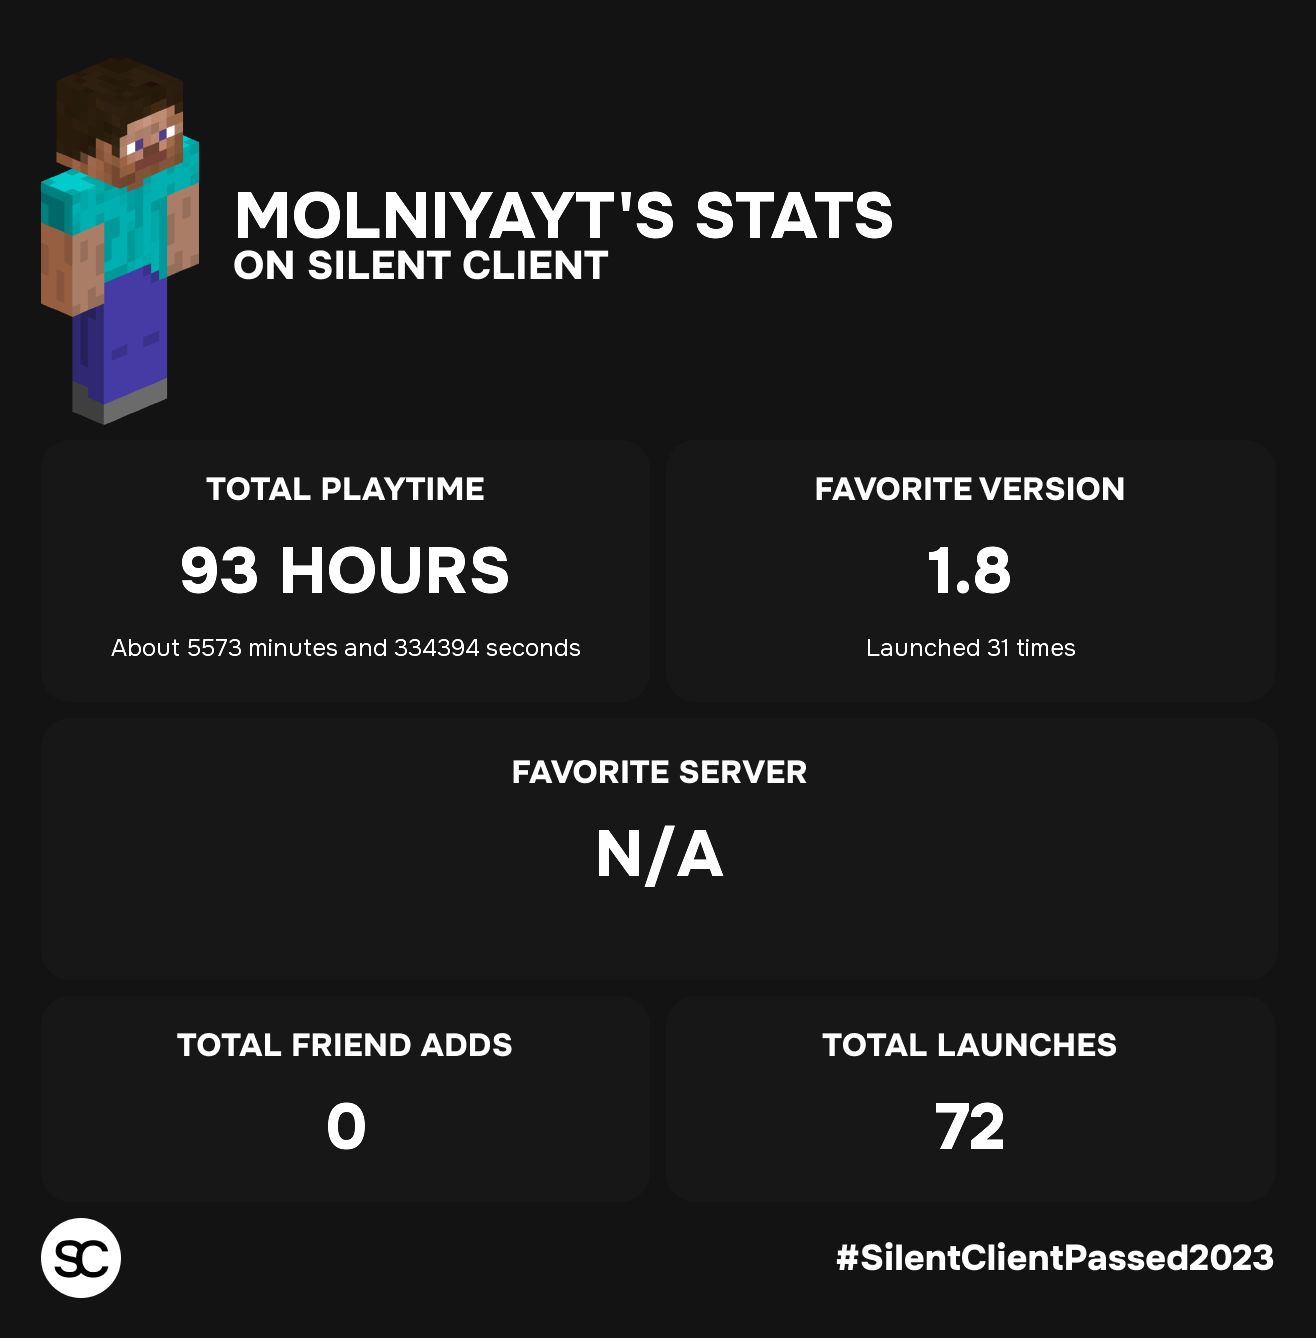 MOLNIYAYT'S STATS
ON SILENT CLIENT
TOTAL PLAYTIME
93 HOURS
About 5573 minutes and 334394 seconds
FAVORITE VERSION
1.8
Launched 31 times
FAVORITE SERVER
N/A
TOTAL FRIEND ADDS
0
TOTAL LAUNCHES
72
SC
#SilentClientPassed2023